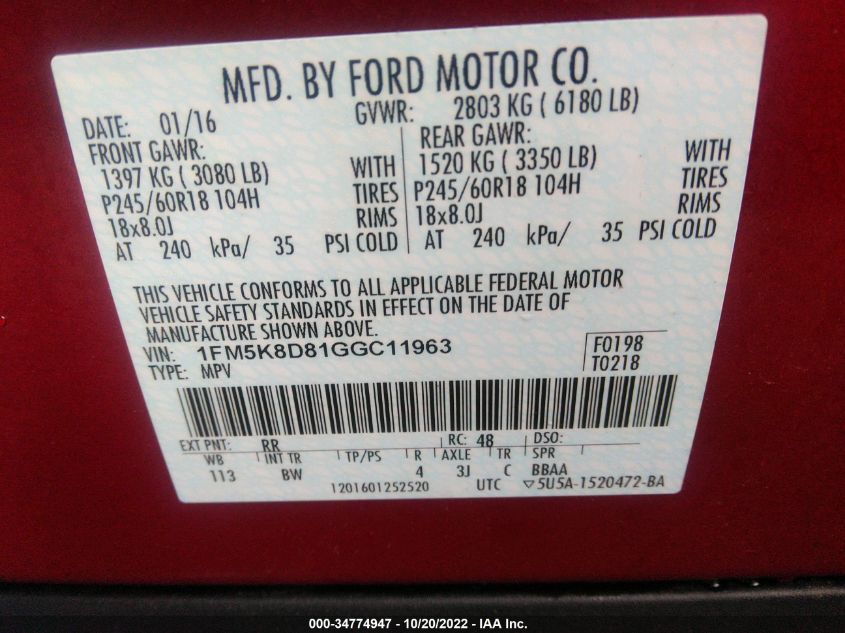 MFD. BY FORD MOTOR CO.
DATE: 01/16 GVWR: 2803 KG ( 6180 LB)
FRONT GAWR: REAR GAWR:
1397 KG ( 3080 LB) WITH 1520 KG ( 3350 LB) WITH
P245/60R18 104H TIRES P245/60R18 104H TIRES
18x8.0J RIMS 18x8.0J RIMS
AT 240 kPa/ 35 PSI COLD AT 240 kPa/ 35 PSI COLD
THIS VEHICLE CONFORMS TO ALL APPLICABLE FEDERAL MOTOR
VEHICLE SAFETY STANDARDS IN EFFECT ON THE DATE OF
MANUFACTURE SHOWN ABOVE.
VIN: 1FM5K8D81GGC11963 F0198
TYPE: MPV T0218
EXT PNT: RR RC: 48 DSO:
WB INT TR TP/PS R AXLE TR SPR
113 BW 4 3J C BBAA
1201601252520 UTC ▽5U5A-1520472-BA
000-34774947 - 10/20/2022 - IAA Inc.